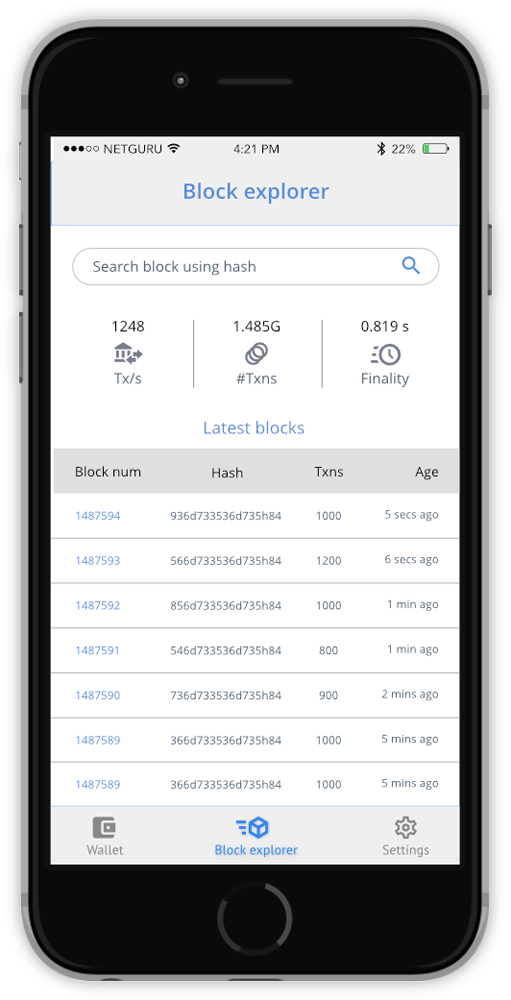 NETGURU 4:21 PM 22%
Block explorer
Search block using hash
1248 1.485G 0.819 s
Tx/s #Txns Finality
Latest blocks
Block num Hash Txns Age
1487594 936d733536d735h84 1000 5 secs ago
1487593 566d733536d735h84 1200 6 secs ago
1487592 856d733536d735h84 1000 1 min ago
1487591 546d733536d735h84 800 1 min ago
1487590 736d733536d735h84 900 2 mins ago
1487589 366d733536d735h84 1000 5 mins ago
1487589 366d733536d735h84 1000 5 mins ago
Wallet Block explorer Settings